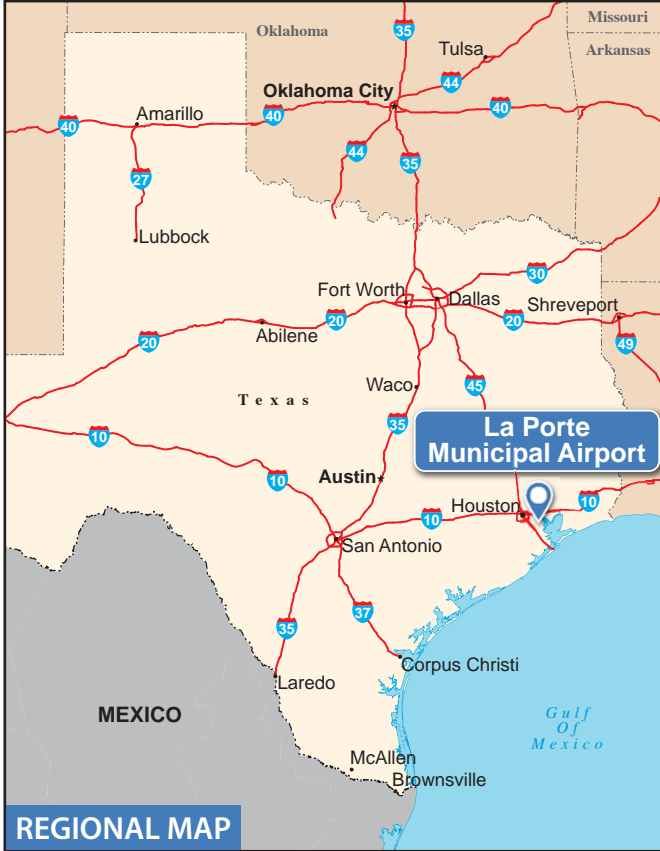 Missouri
Oklahoma
35
Tulsa
Arkansas
44
Oklahoma City
40
40
Amarillo
40
44
35
27
Lubbock
30
Fort Worth
Dallas
Shreveport
20
20
Abilene
20
49
Waco
45
Texas
35
La Porte
Municipal Airport
10
10
Austin
Houston
10
10
San Antonio
37
35
Corpus Christi
Laredo
MEXICO
Gulf
Of
Mexico
McAllen
Brownsville
REGIONAL MAP